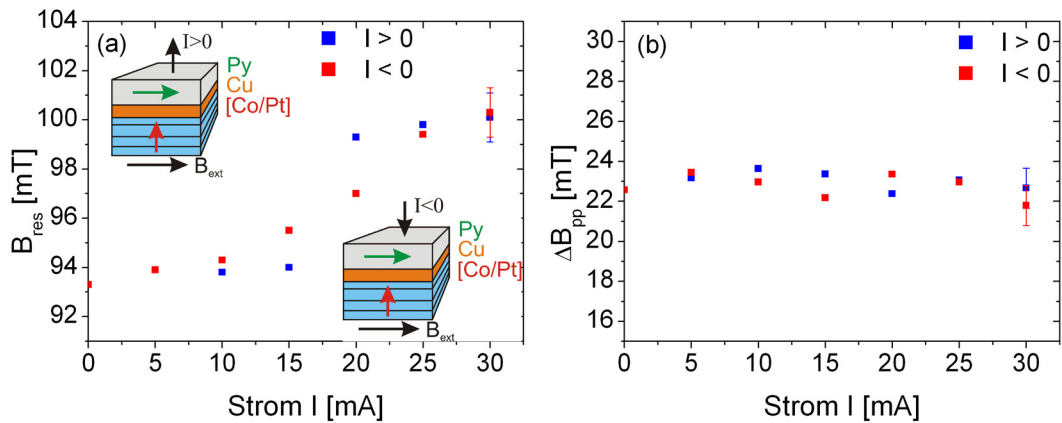 (a)
I>0
Py
Cu
[Co/Pt]
B_ext
I > 0
I < 0
I<0
Py
Cu
[Co/Pt]
B_ext
104
102
100
98
96
94
92
B_res [mT]
0 5 10 15 20 25 30
Strom I [mA]
(b)
I > 0
I < 0
30
28
26
24
22
20
18
16
14
ΔB_pp [mT]
0 5 10 15 20 25 30
Strom I [mA]